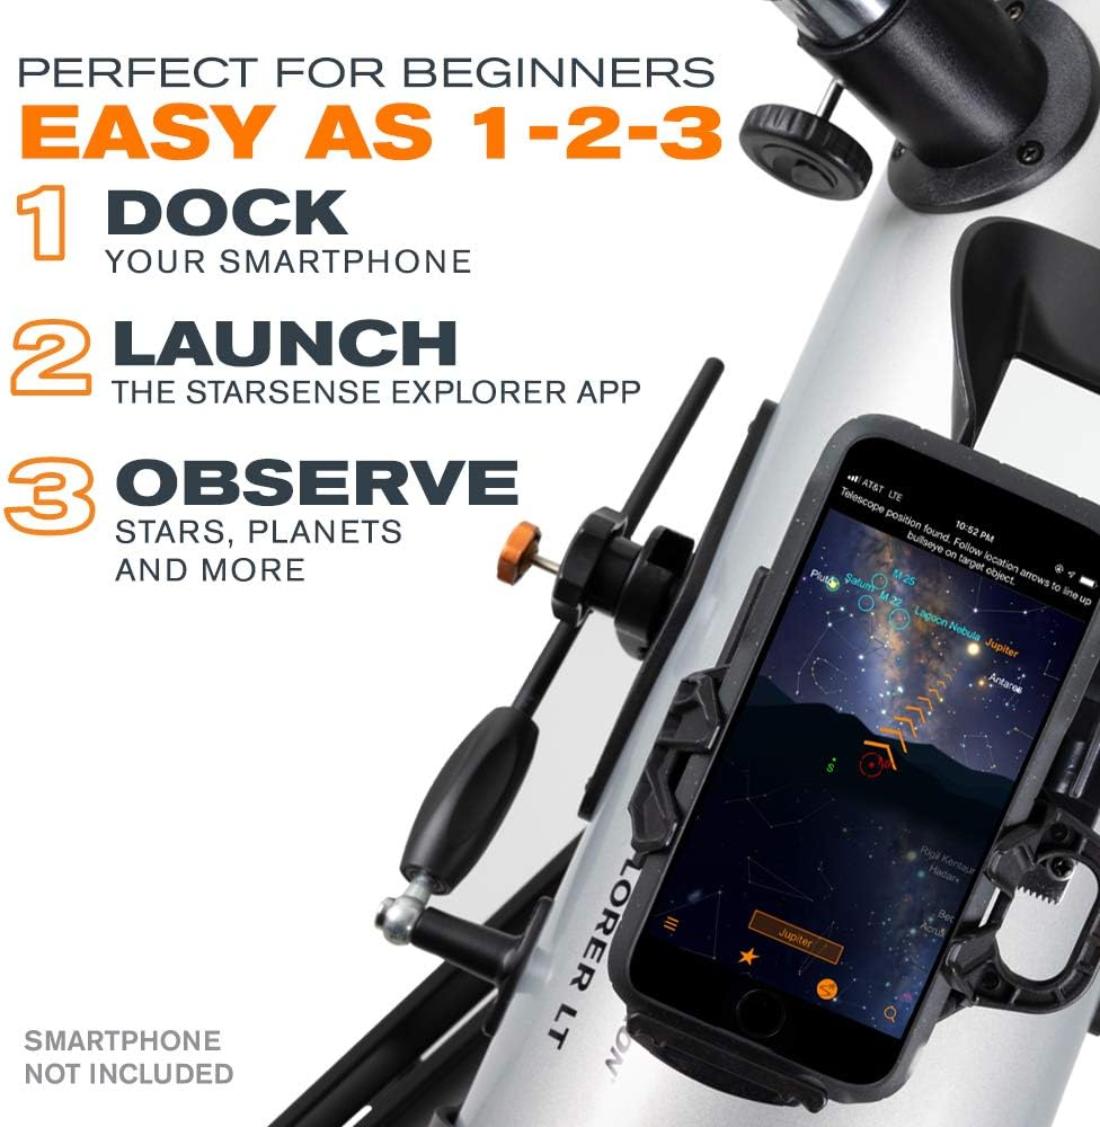 PERFECT FOR BEGINNERS
EASY AS 1-2-3
1 DOCK
YOUR SMARTPHONE
2 LAUNCH
THE STARSENSE EXPLORER APP
3 OBSERVE
STARS, PLANETS
AND MORE
AT&T LTE
10:52 PM
Telescope position found. Follow location arrows to line up
bullseye on target object.
M 25
Pluto
Saturn
M 22
Lagoon Nebula
Jupiter
Antares
S
Rigil Kentaur
Hadar
Acrux
Jupiter
LORER LT
ON
SMARTPHONE
NOT INCLUDED